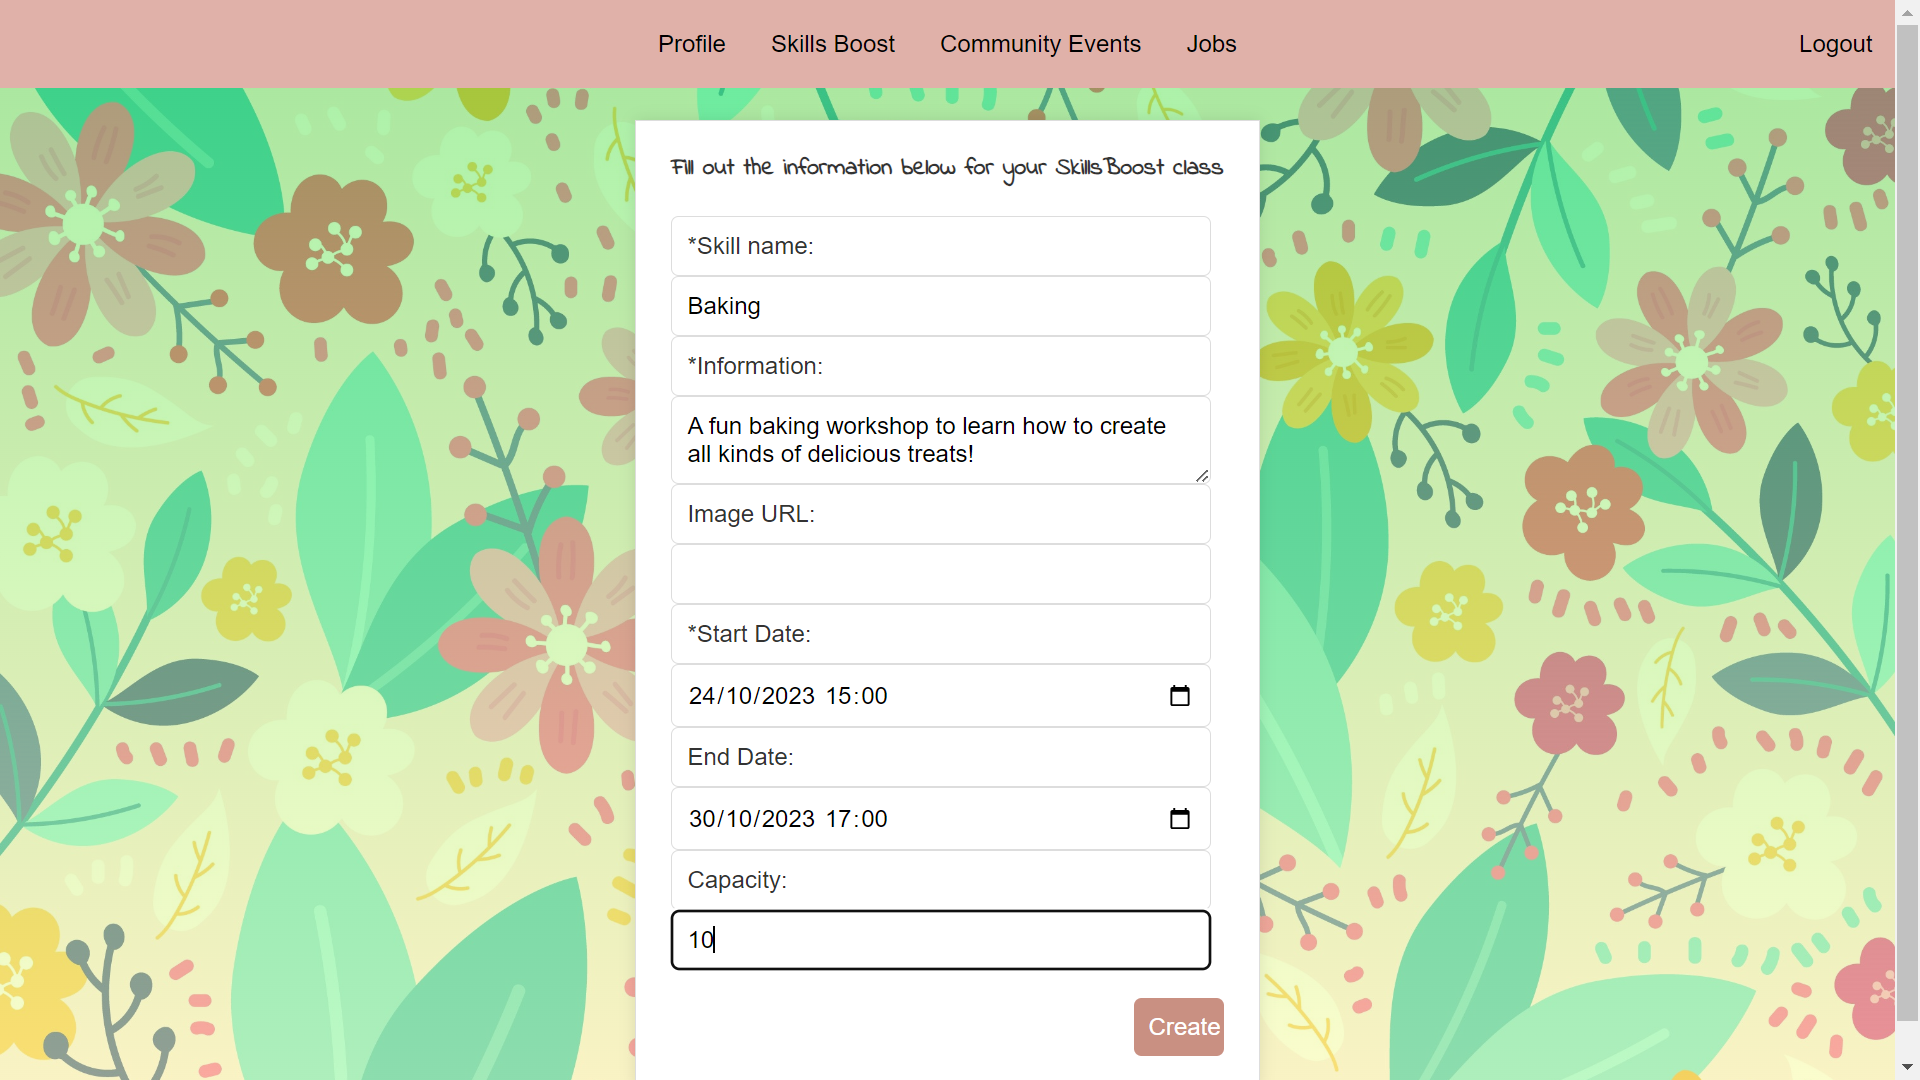 Profile Skills Boost Community Events Jobs Logout
Fill out the information below for your SkillsBoost class
*Skill name:
Baking
*Information:
A fun baking workshop to learn how to create
all kinds of delicious treats!
Image URL:
*Start Date:
24/10/2023 15:00
End Date:
30/10/2023 17:00
Capacity:
10
Create